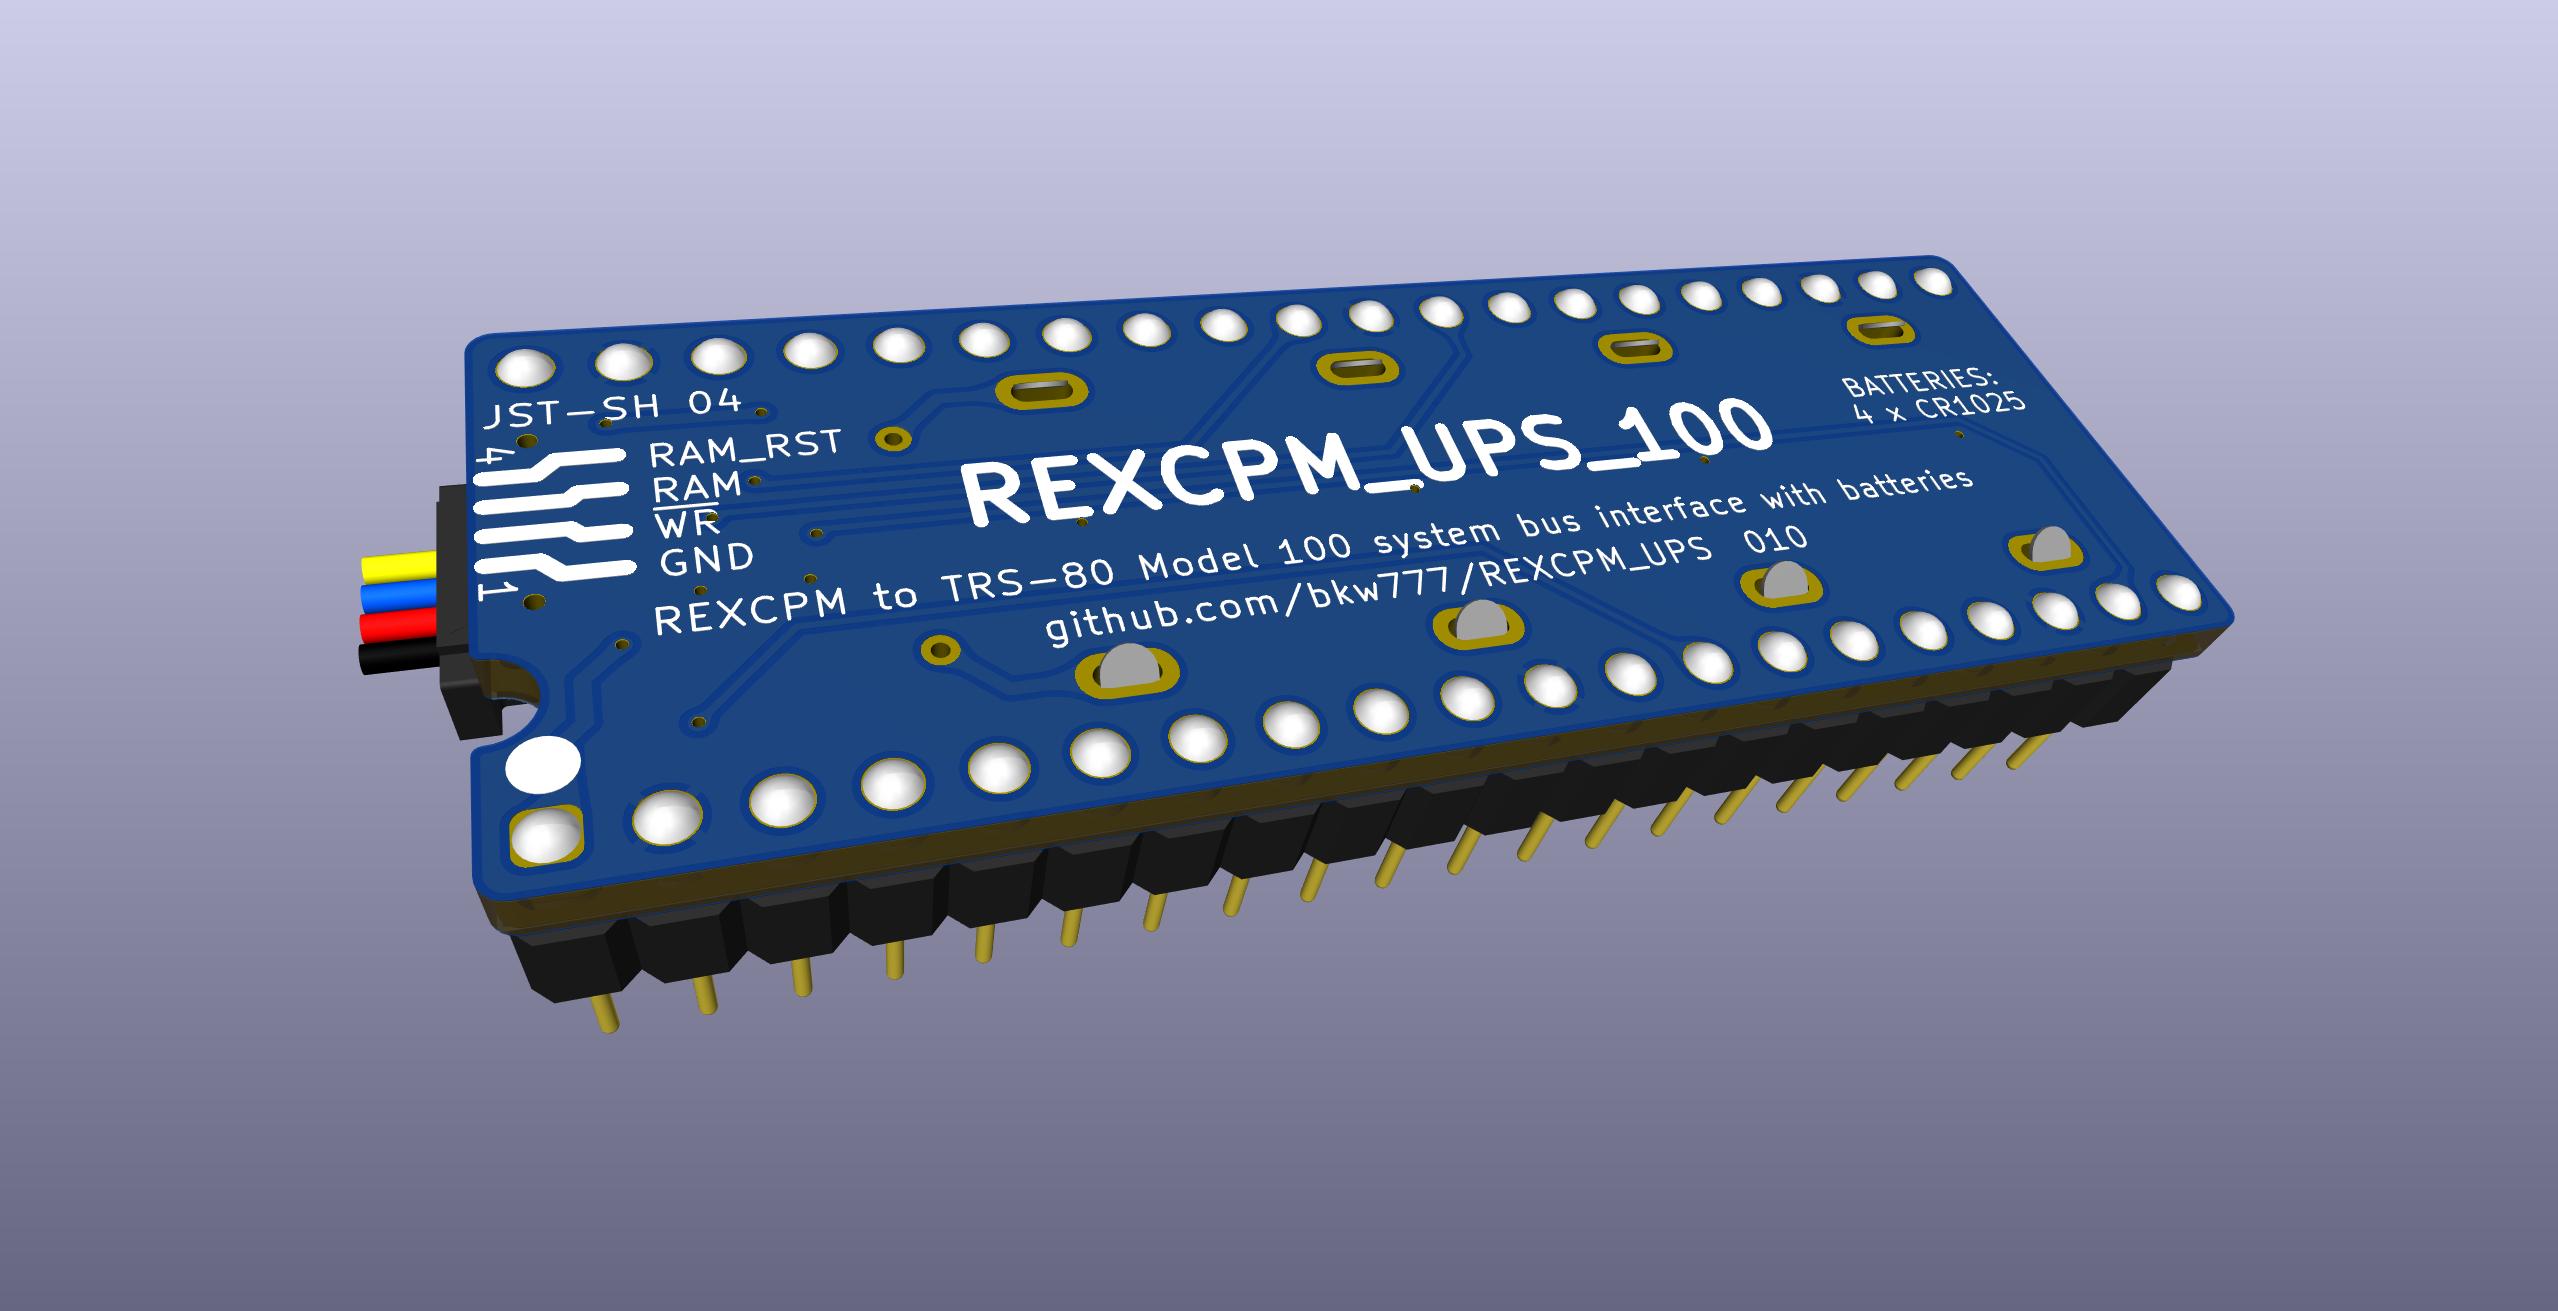 JST-SH 04
4
RAM_RST
RAM
W̅R̅
GND
1
REXCPM_UPS_100
REXCPM to TRS-80 Model 100 system bus interface with batteries
github.com/bkw777/REXCPM_UPS 010
BATTERIES:
4 x CR1025